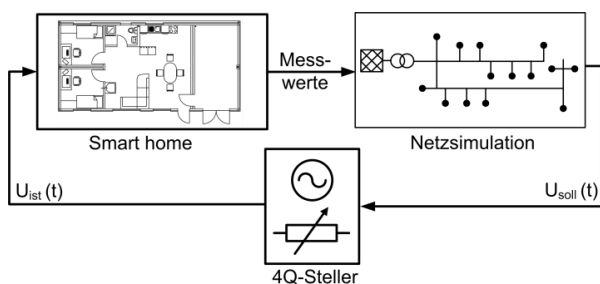 Mess-
werte
Smart home
Netzsimulation
U_ist (t)
U_soll (t)
4Q-Steller